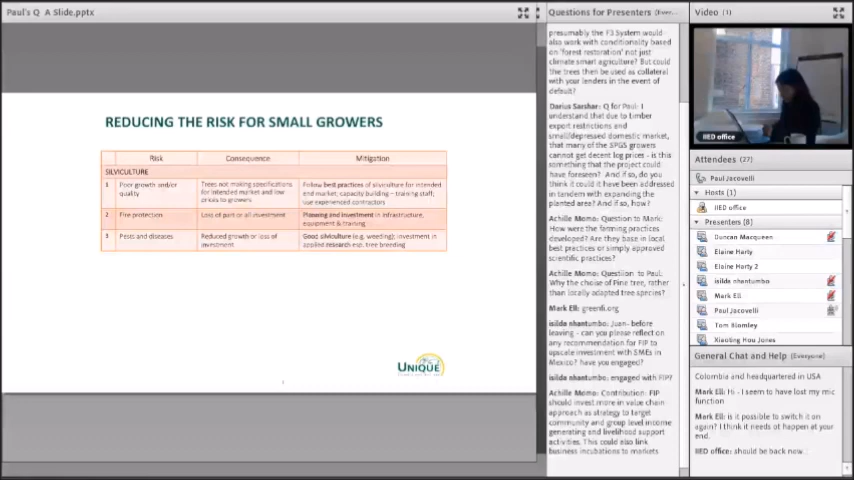 Paul's Q A Slide.pptx
REDUCING THE RISK FOR SMALL GROWERS
Risk Consequence Mitigation
SILVICULTURE
1 Poor growth and/or quality
Trees not making specifications for intended market and low prices to growers
Follow best practices of silviculture for intended end market; capacity building – training staff, use experienced contractors
2 Fire protection
Loss of part or all investment
Planning and investment in infrastructure, equipment & training
3 Pests and diseases
Reduced growth or loss of investment
Good silviculture (e.g. weeding); investment in applied research esp. tree breeding
UNIQUE
Questions for Presenters (Ever...
presumably the F3 System would
also work with conditionality based
on 'forest restoration' not just
climate smart agriculture? But could
the trees then be used as collateral
with your lenders in the event of
default?
Darius Sarshar: Q for Paul: I
understand that due to timber
export restrictions and
small/depressed domestic market,
that many of the SPGS growers
cannot get decent log prices - is this
something that the project could
have foreseen? And if so, do you
think it could it have been addressed
in tandem with expanding the
planted area? And if so, how?
Achille Momo: Question to Mark:
How were the farming practices
developed? Are they base in local
best practices or simply approved
scientific practices?
Achille Momo: Question to Paul:
Why the choice of Pine tree, rather
than locally adapted tree species?
Mark Ell: greenfi.org
isilda nhantumbo: Juan- before
leaving - can you please reflect on
any recommendation for FIP to
upscale investment with SMEs in
Mexico? have you engaged?
isilda nhantumbo: engaged with FIP?
Achille Momo: Contribution: FIP
should invest more in value chain
approach as strategy to target
community and group level income
generating and livelihood support
activities. This could also link
business incubations to markets
Video (1)
IIED office
Attendees (27)
Paul Jacovelli
Hosts (1)
IIED office
Presenters (8)
Duncan Macqueen
Elaine Harty
Elaine Harty 2
isilda nhantumbo
Mark Ell
Paul Jacovelli
Tom Blomley
Xiaoting Hou Jones
General Chat and Help (Everyone)
Colombia and headquartered in USA
Mark Ell: Hi - I seem to have lost my mic
function
Mark Ell: is it possible to switch it on
again? I think it needs ot happen at your
end.
IIED office: should be back now...